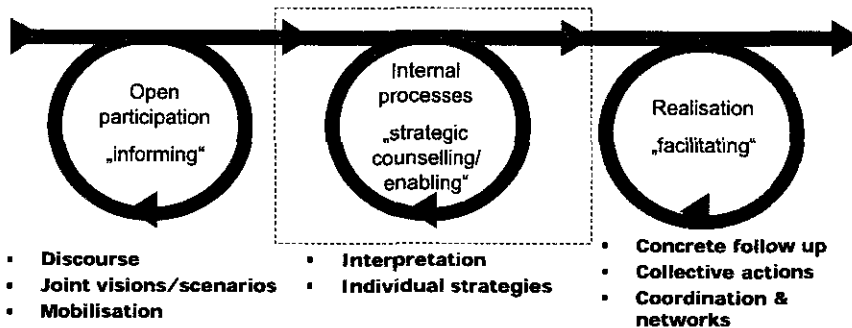 Open
participation
„informing“
Internal
processes
„strategic
counselling/
enabling“
Realisation
„facilitating“
▪ Discourse
▪ Joint visions/scenarios
▪ Mobilisation
▪ Interpretation
▪ Individual strategies
▪ Concrete follow up
▪ Collective actions
▪ Coordination &
networks